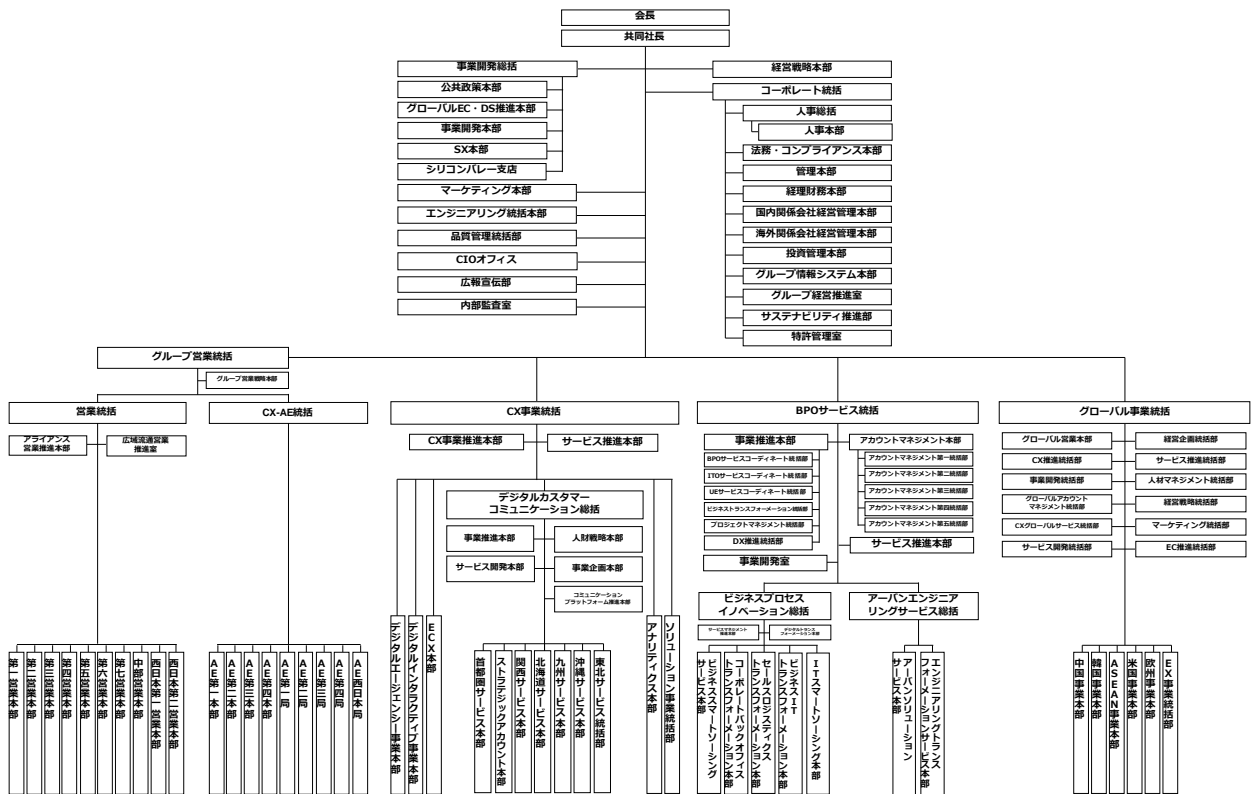 会長
共同社長
事業開発総括
公共政策本部
グローバルEC・DS推進本部
事業開発本部
SX本部
シリコンバレー支店
マーケティング本部
エンジニアリング統括本部
品質管理統括部
CIOオフィス
広報宣伝部
内部監査室
経営戦略本部
コーポレート統括
人事総括
人事本部
法務・コンプライアンス本部
管理本部
経理財務本部
国内関係会社経営管理本部
海外関係会社経営管理本部
投資管理本部
グループ情報システム本部
グループ経営推進室
サステナビリティ推進部
特許管理室
グループ営業統括
グループ営業戦略本部
営業統括
アライアンス
営業推進本部
広域流通営業
推進室
第一営業本部
第二営業本部
第三営業本部
第四営業本部
第五営業本部
第六営業本部
第七営業本部
中部営業本部
西日本第一営業本部
西日本第二営業本部
CX-AE統括
AE第一本部
AE第二本部
AE第三本部
AE第四本部
AE第一局
AE第二局
AE第三局
AE第四局
AE西日本局
CX事業統括
CX事業推進本部
サービス推進本部
デジタルカスタマー
コミュニケーション総括
事業推進本部
人財戦略本部
サービス開発本部
事業企画本部
コミュニケーション
プラットフォーム推進本部
デジタルエージェンシー事業本部
デジタルインタラクティブ事業本部
ECX本部
首都圏サービス本部
ストラテジックアカウント本部
関西サービス本部
北海道サービス本部
九州サービス本部
沖縄サービス本部
東北サービス統括部
アナリティクス本部
ソリューション事業統括部
BPOサービス統括
事業推進本部
BPOサービスコーディネート統括部
ITOサービスコーディネート統括部
UEサービスコーディネート統括部
ビジネストランスフォーメーション統括部
プロジェクトマネジメント統括部
DX推進統括部
事業開発室
アカウントマネジメント本部
アカウントマネジメント第一統括部
アカウントマネジメント第二統括部
アカウントマネジメント第三統括部
アカウントマネジメント第四統括部
アカウントマネジメント第五統括部
サービス推進本部
ビジネスプロセス
イノベーション総括
サービスマネジメント
推進本部
デジタルトランス
フォーメーション本部
ビジネススマートソーシング
サービス本部
コーポレートバックオフィス
トランスフォーメーション本部
セールスロジスティクス
トランスフォーメーション本部
ビジネスIT
トランスフォーメーション本部
ITスマートソーシング本部
アーバンエンジニア
リングサービス総括
アーバンソリューション
サービス本部
エンジニアリングトランス
フォーメーションサービス本部
グローバル事業統括
グローバル営業本部
経営企画統括部
CX推進統括部
サービス推進統括部
事業開発統括部
人材マネジメント統括部
グローバルアカウント
マネジメント統括部
経営戦略統括部
CXグローバルサービス統括部
マーケティング統括部
サービス開発統括部
EC推進統括部
中国事業本部
韓国事業本部
ASEAN事業本部
米国事業本部
欧州事業本部
EX事業統括部